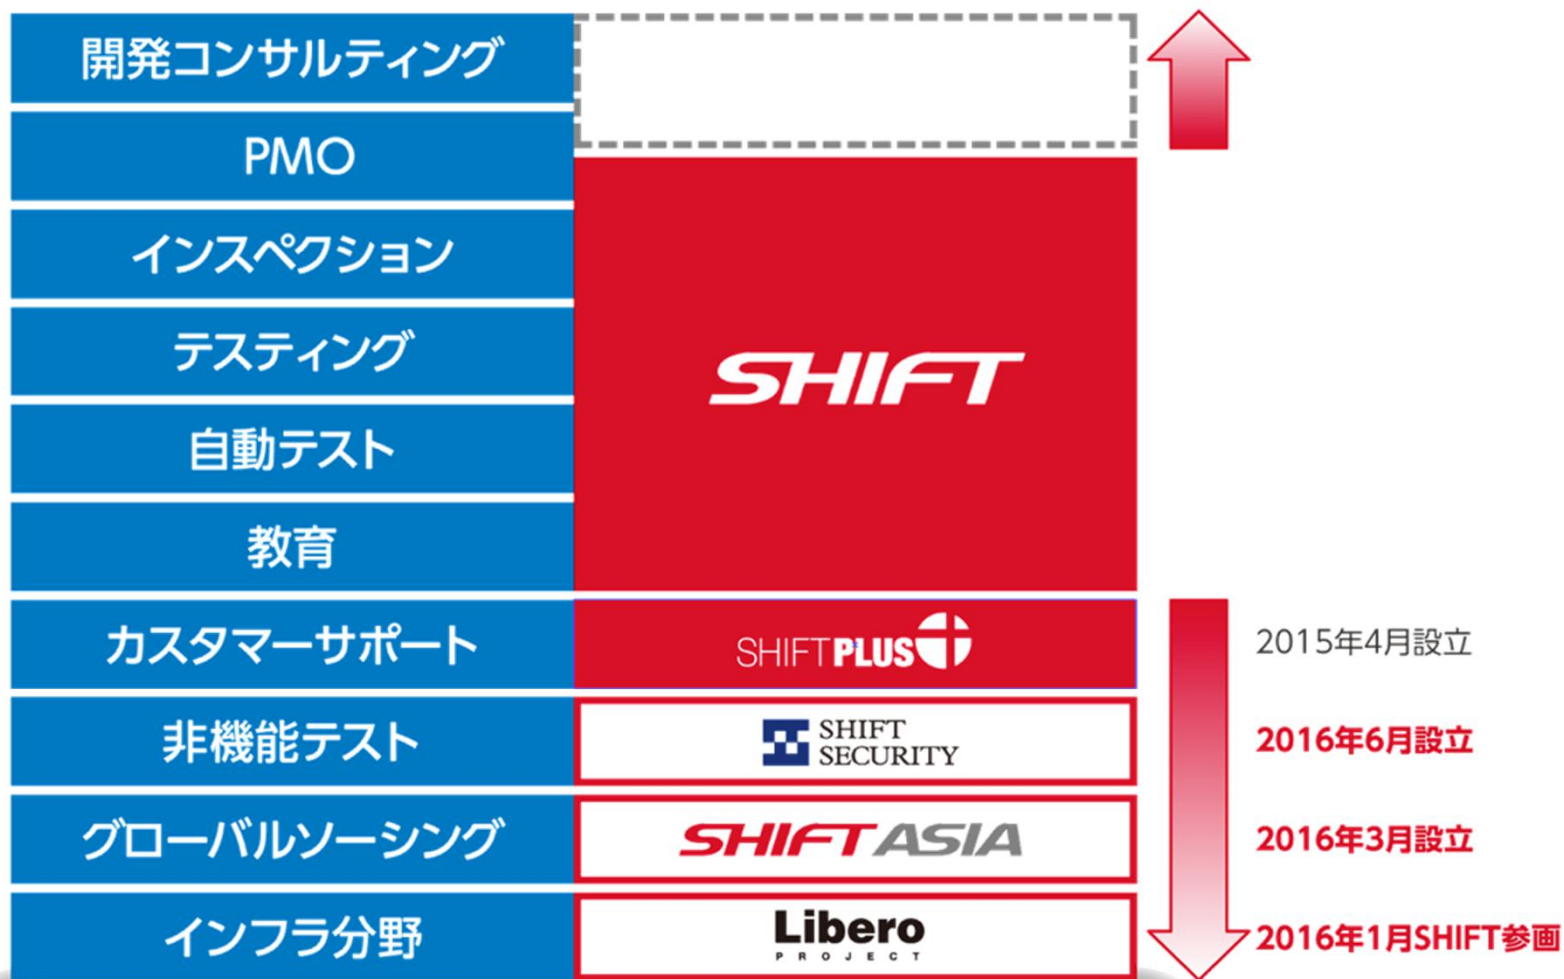 開発コンサルティング
PMO
インスペクション
テスティング
自動テスト
教育
SHIFT
カスタマーサポート
SHIFTPLUS
2015年4月設立
非機能テスト
SHIFT
SECURITY
2016年6月設立
グローバルソーシング
SHIFT ASIA
2016年3月設立
インフラ分野
Libero
PROJECT
2016年1月SHIFT参画